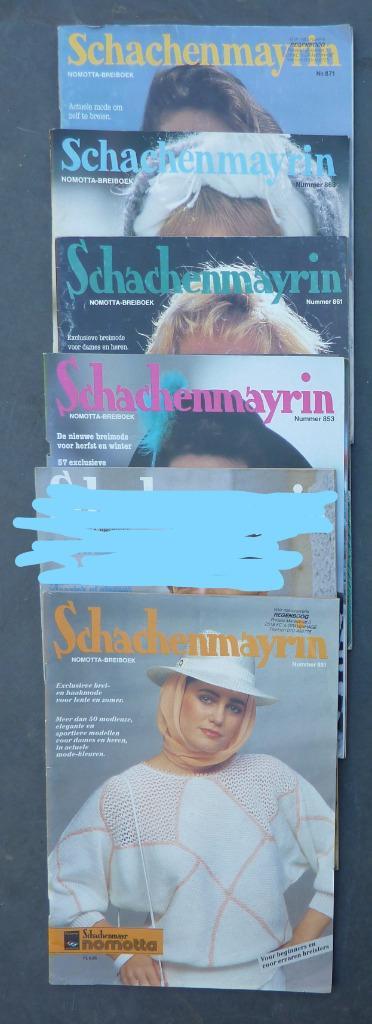 Schachenmayrin
NOMOTTA-BREIBOEK
Nr. 871
Actuele mode om
zelf te breien.
Schachenmayrin
NOMOTTA-BREIBOEK
Nummer 863
Schachenmayrin
NOMOTTA-BREIBOEK
Nummer 861
Exclusieve breimode
voor dames en heren.
Schachenmayrin
NOMOTTA-BREIBOEK
Nummer 853
De nieuwe breimode
voor herfst en winter
57 exclusieve
Schachenmayrin
NOMOTTA-BREIBOEK
Exclusieve brei-
en haakmode
voor lente en zomer.
Meer dan 50 modieuze,
elegante en
sportieve modellen
voor dames en heren,
in actuele
mode-kleuren.
Schachenmayr
nomotta
Voor beginners en
voor ervaren breisters